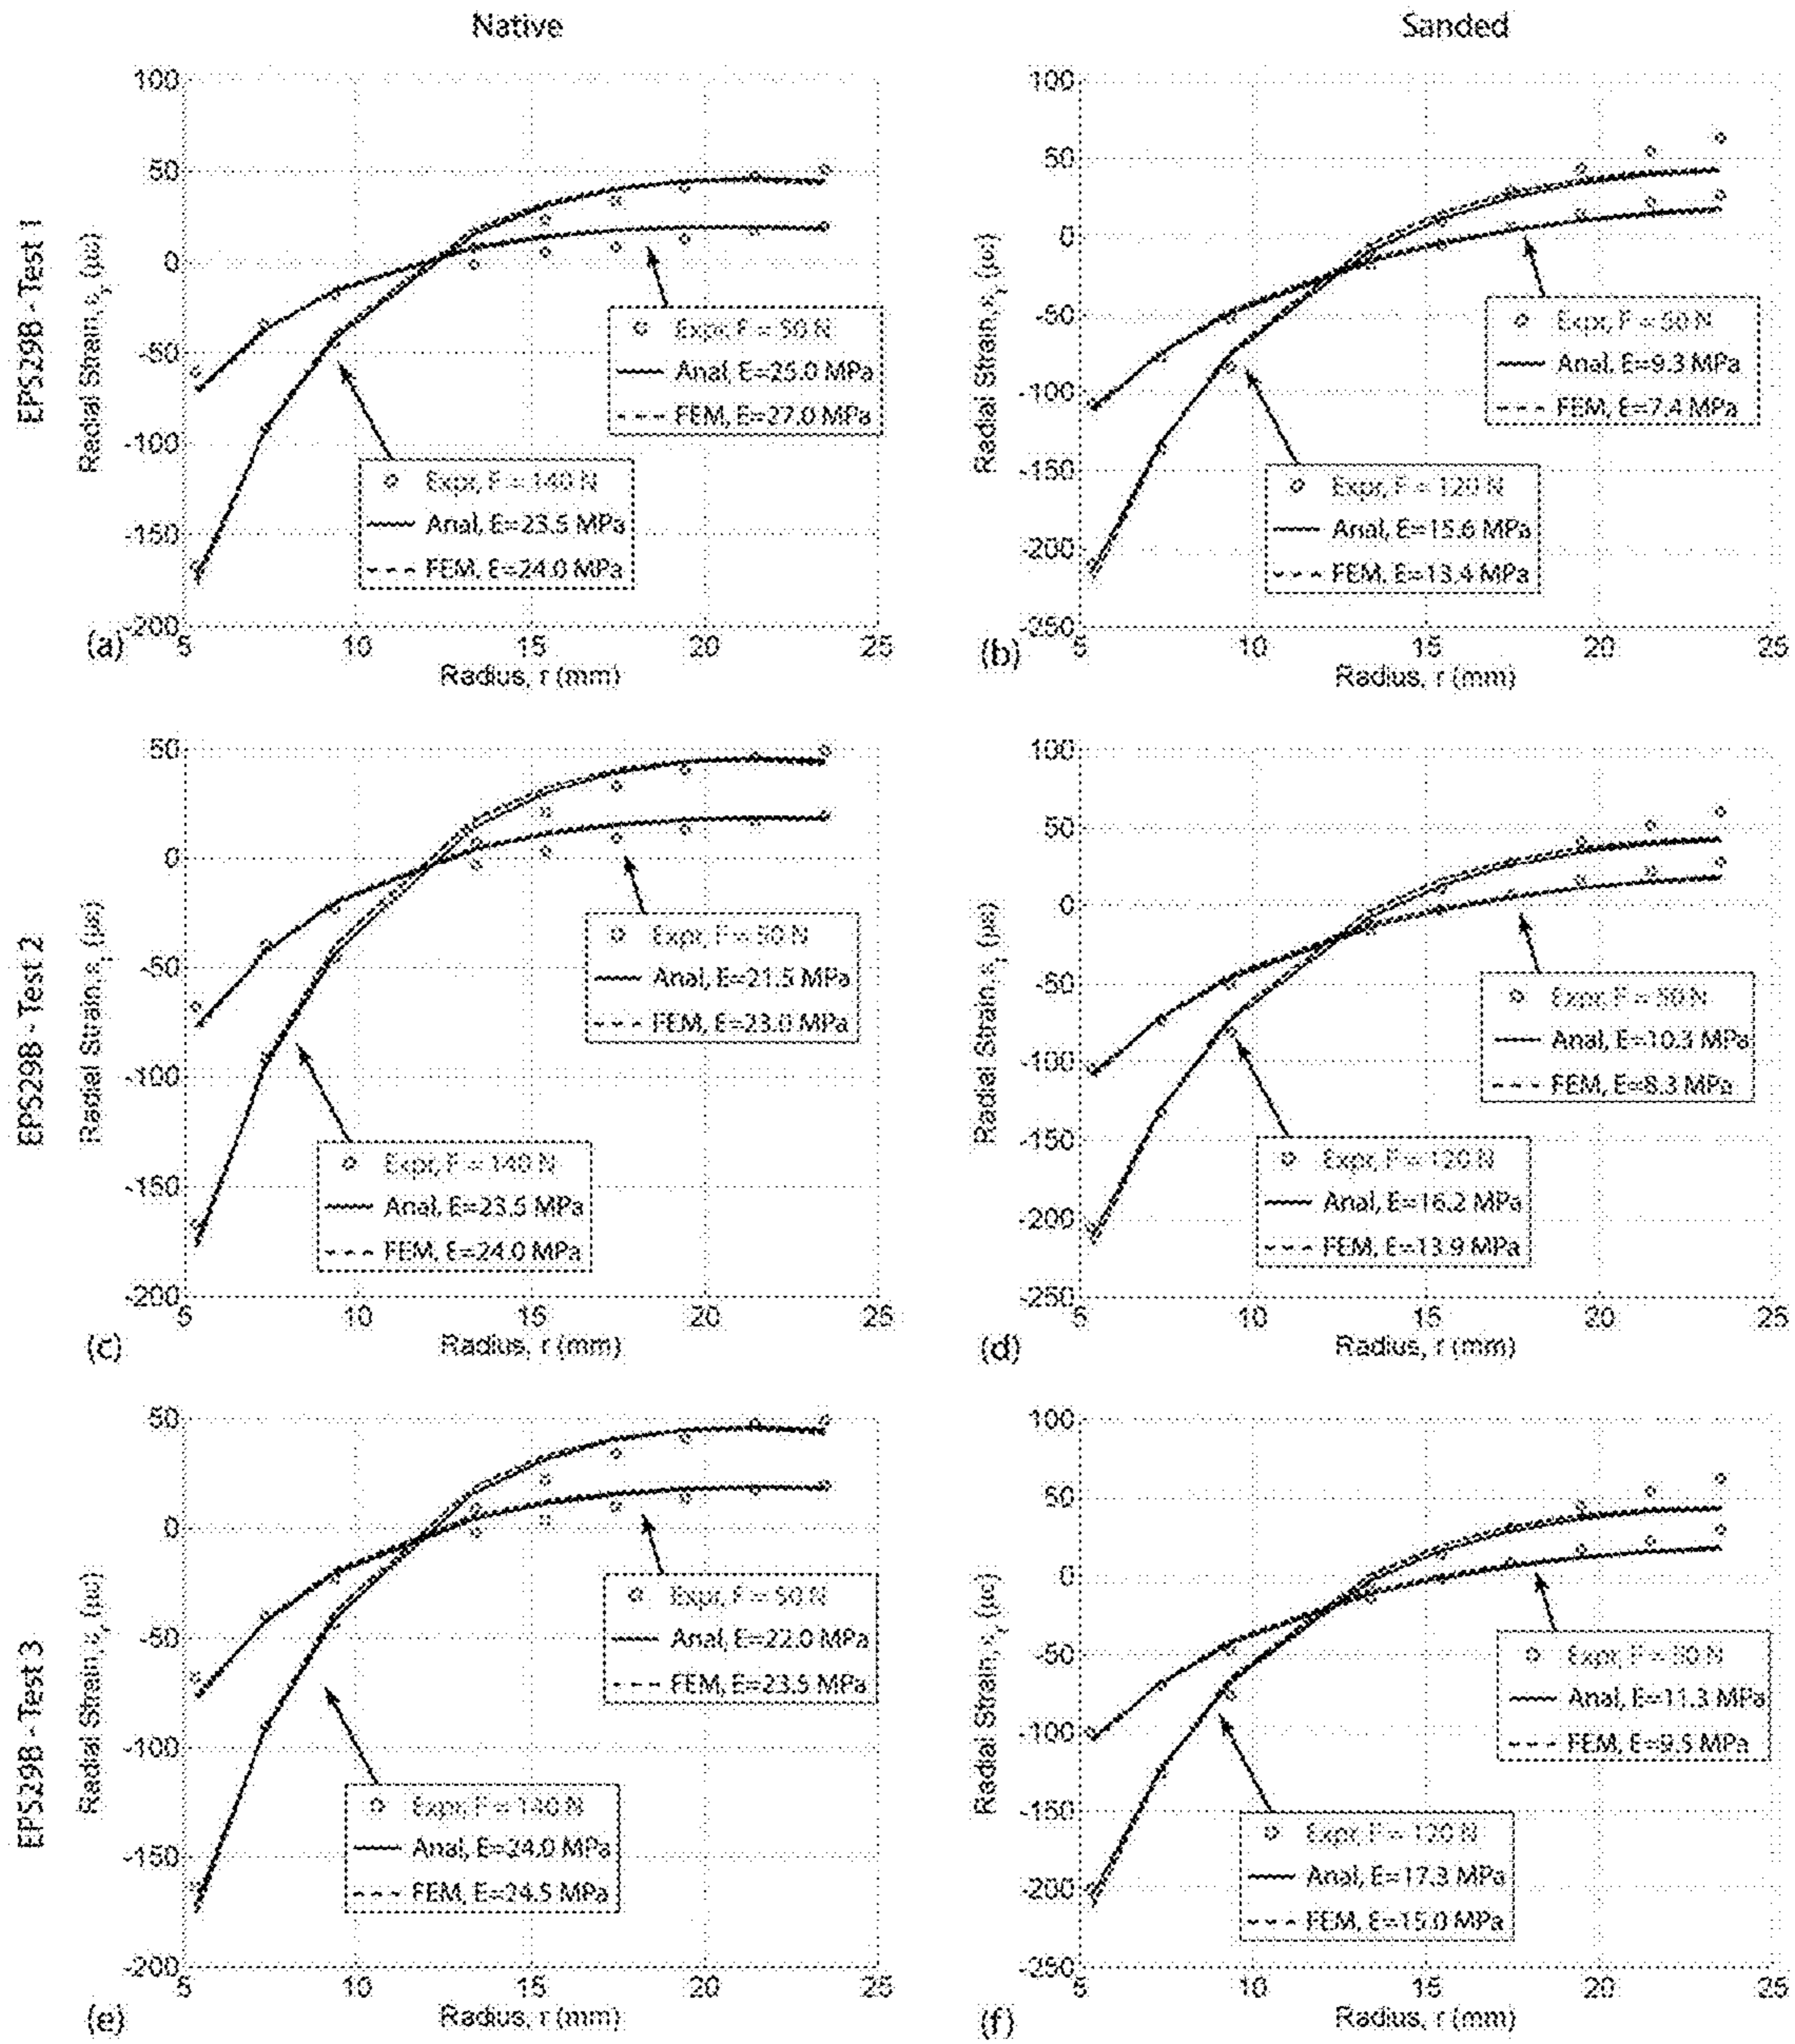 Native
Sanded
EPS29B - Test 1
100
50
0
-50
-100
-150
-200
Radial Strain, εr (με)
Expr, F = 50 N
Anal, E=25.0 MPa
FEM, E=27.0 MPa
Expr, F = 140 N
Anal, E=23.5 MPa
FEM, E=24.0 MPa
5 10 15 20 25
(a)
Radius, r (mm)
100
50
0
-50
-100
-150
-200
-250
Radial Strain, εr (με)
Expr, F = 50 N
Anal, E=9.3 MPa
FEM, E=7.4 MPa
Expr, F = 120 N
Anal, E=15.6 MPa
FEM, E=13.4 MPa
5 10 15 20 25
(b)
Radius, r (mm)
EPS29B - Test 2
50
0
-50
-100
-150
-200
Radial Strain, εr (με)
Expr, F = 50 N
Anal, E=21.5 MPa
FEM, E=23.0 MPa
Expr, F = 140 N
Anal, E=23.5 MPa
FEM, E=24.0 MPa
5 10 15 20 25
(c)
Radius, r (mm)
100
50
0
-50
-100
-150
-200
-250
Radial Strain, εr (με)
Expr, F = 50 N
Anal, E=10.3 MPa
FEM, E=8.3 MPa
Expr, F = 120 N
Anal, E=16.2 MPa
FEM, E=13.9 MPa
5 10 15 20 25
(d)
Radius, r (mm)
EPS29B - Test 3
50
0
-50
-100
-150
-200
Radial Strain, εr (με)
Expr, F = 50 N
Anal, E=22.0 MPa
FEM, E=23.5 MPa
Expr, F = 140 N
Anal, E=24.0 MPa
FEM, E=24.5 MPa
5 10 15 20 25
(e)
Radius, r (mm)
100
50
0
-50
-100
-150
-200
-250
Radial Strain, εr (με)
Expr, F = 50 N
Anal, E=11.3 MPa
FEM, E=9.5 MPa
Expr, F = 120 N
Anal, E=17.3 MPa
FEM, E=15.0 MPa
5 10 15 20 25
(f)
Radius, r (mm)